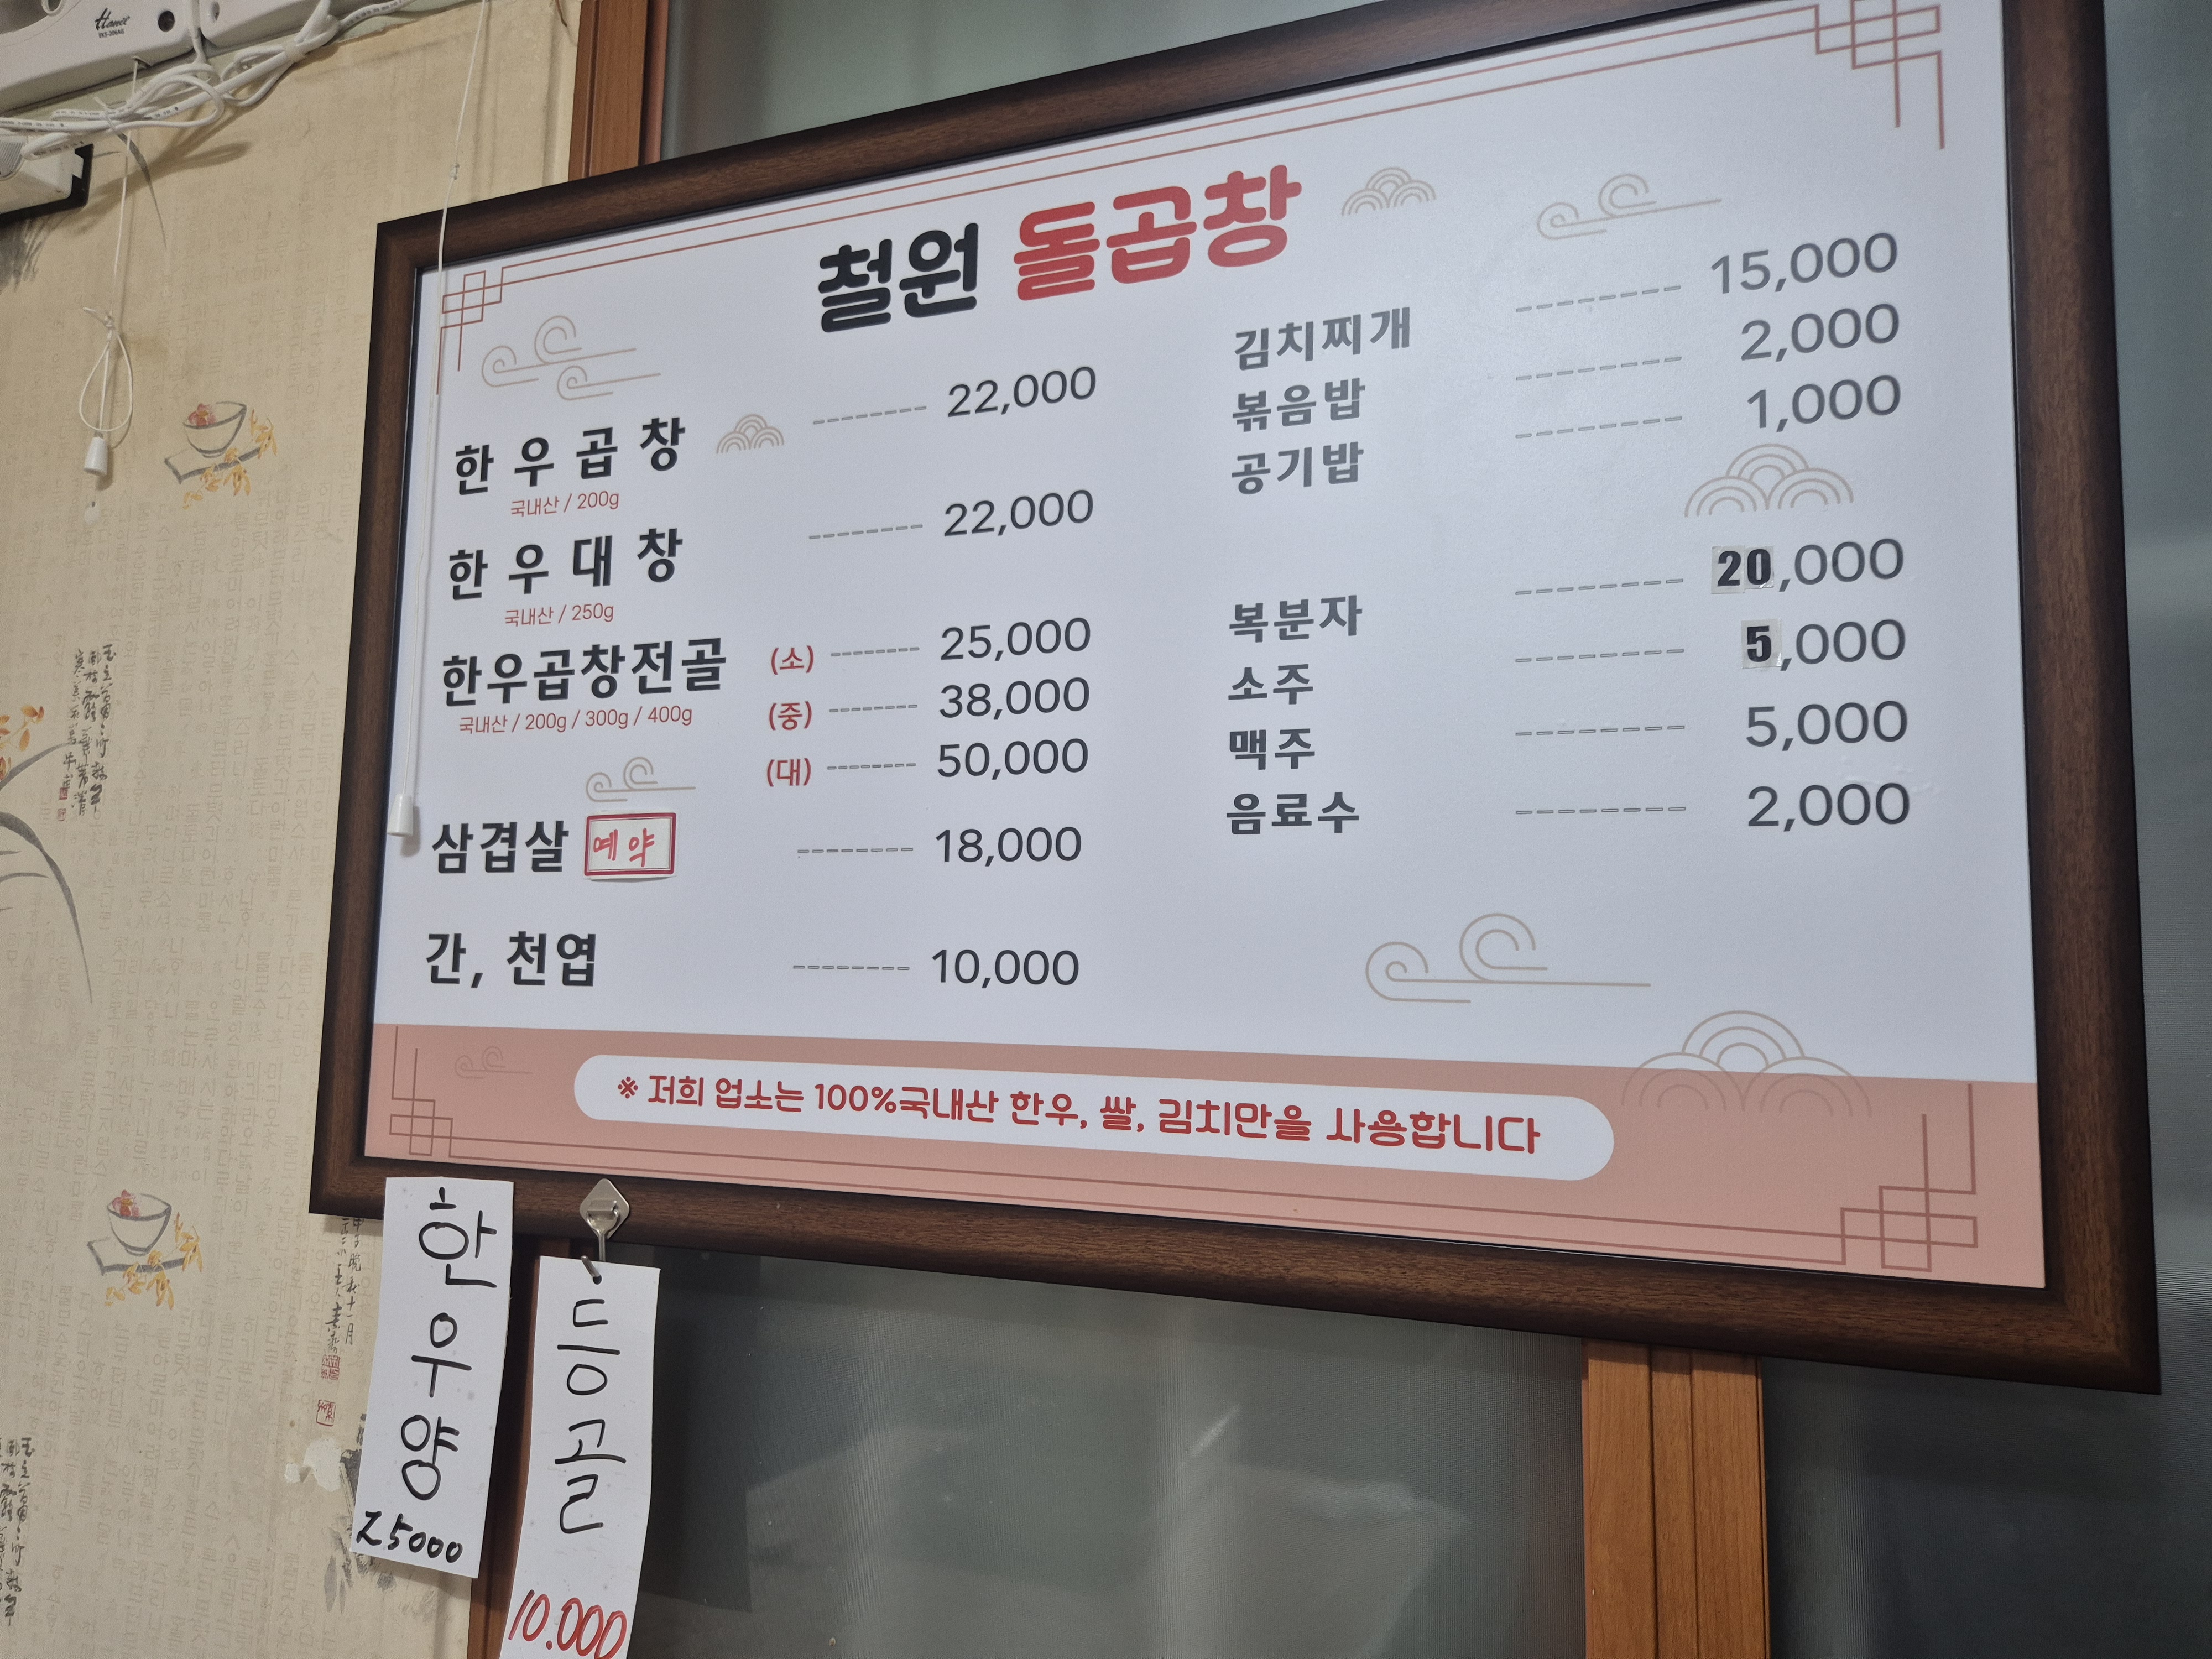 Hanil
철원 돌곱창
한우곱창 -------- 22,000
국내산 / 200g
한우대창 -------- 22,000
국내산 / 250g
한우곱창전골 (소) -------- 25,000
국내산 / 200g / 300g / 400g
(중) -------- 38,000
(대) -------- 50,000
삼겹살 예약 -------- 18,000
간, 천엽 -------- 10,000
김치찌개 -------- 15,000
볶음밥 -------- 2,000
공기밥 -------- 1,000
복분자 -------- 20,000
소주 -------- 5,000
맥주 -------- 5,000
음료수 -------- 2,000
※ 저희 업소는 100%국내산 한우, 쌀, 김치만을 사용합니다
한우양
25000
등골
10.000